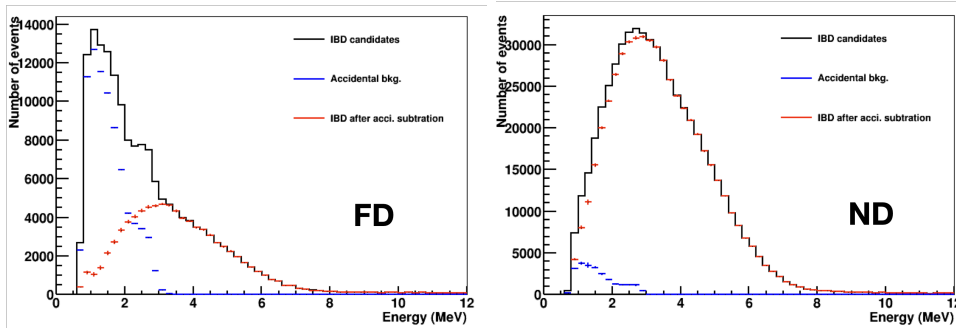 Number of events
14000
12000
10000
8000
6000
4000
2000
0
IBD candidates
Accidental bkg.
IBD after acci. subtration
FD
0 2 4 6 8 10 12
Energy (MeV)
Number of events
30000
25000
20000
15000
10000
5000
0
IBD candidates
Accidental bkg.
IBD after acci. subtration
ND
0 2 4 6 8 10 12
Energy (MeV)